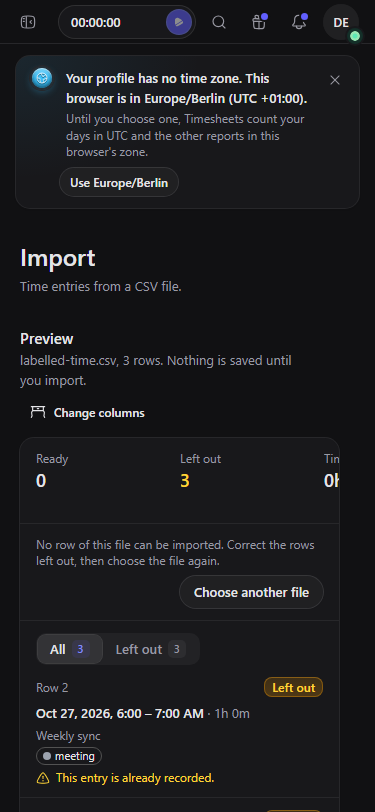 00:00:00
DE
Your profile has no time zone. This
browser is in Europe/Berlin (UTC +01:00).
Until you choose one, Timesheets count your
days in UTC and the other reports in this
browser's zone.
Use Europe/Berlin
Import
Time entries from a CSV file.
Preview
labelled-time.csv, 3 rows. Nothing is saved until
you import.
Change columns
Ready
Left out
0
3
No row of this file can be imported. Correct the rows
left out, then choose the file again.
Choose another file
All 3
Left out 3
Row 2
Left out
Oct 27, 2026, 6:00 – 7:00 AM · 1h 0m
Weekly sync
meeting
This entry is already recorded.